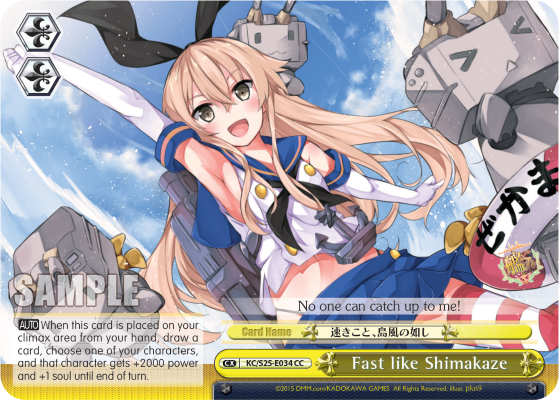 ぜかま
SAMPLE
No one can catch up to me!
Card Name 速きこと、島風の如し
AUTO When this card is placed on your
climax area from your hand, draw a
card, choose one of your characters,
and that character gets +2000 power
and +1 soul until end of turn.
CX KC/S25-E034 CC Fast like Shimakaze
©2015 DMM.com/KADOKAWA GAMES All Rights Reserved. illust. plus9